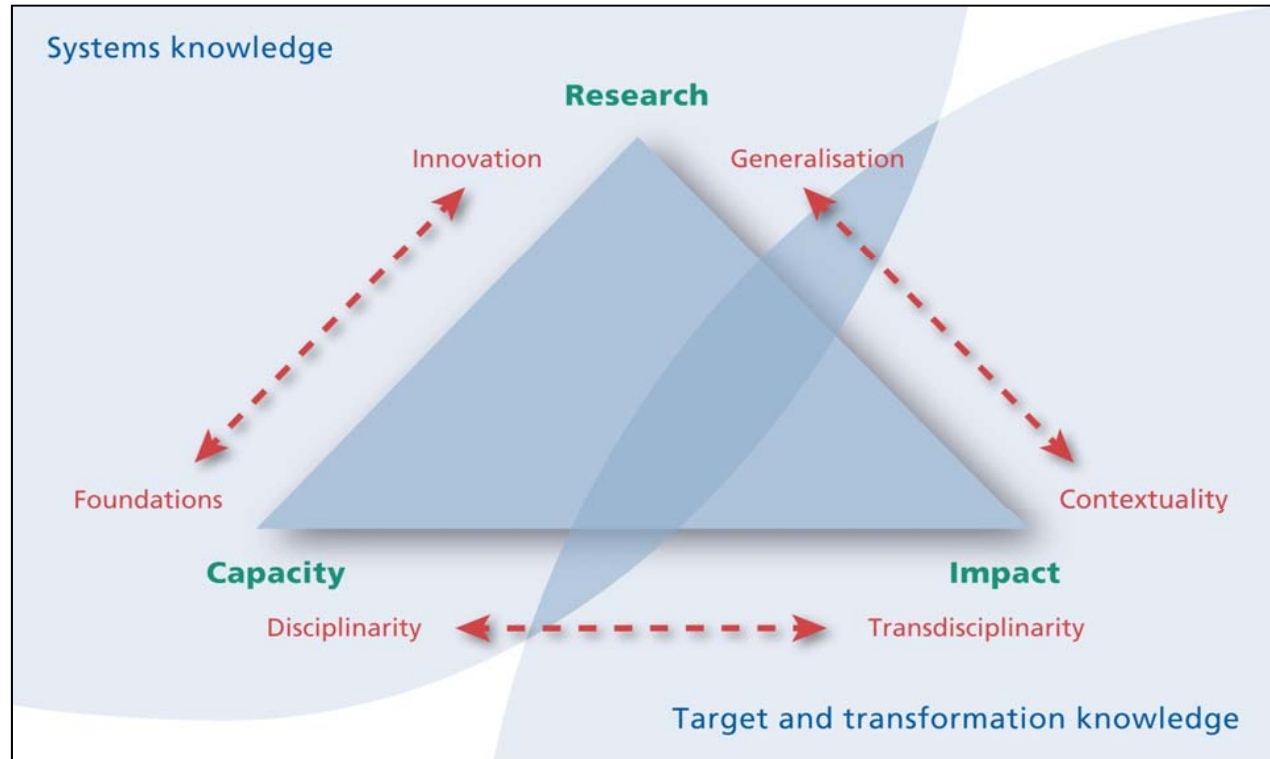 Systems knowledge
Research
Innovation
Generalisation
Foundations
Contextuality
Capacity
Impact
Disciplinarity
Transdisciplinarity
Target and transformation knowledge